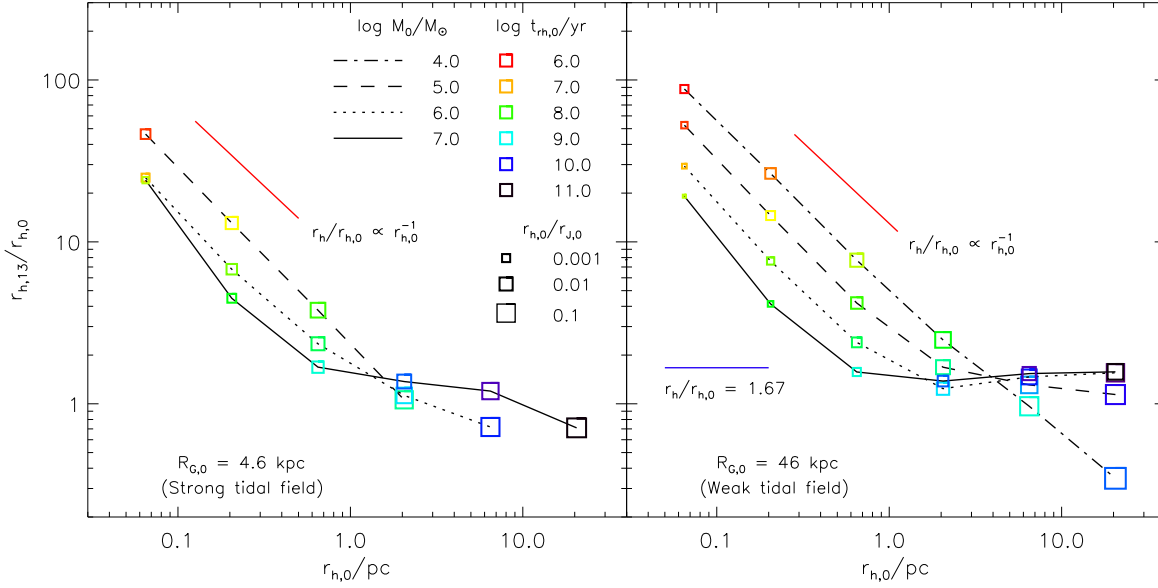 log M₀/M☉ log t_rh,0/yr
4.0 6.0
5.0 7.0
6.0 8.0
7.0 9.0
10.0
11.0
r_h/r_h,0 ∝ r_h,0^-1
r_h,0/r_J,0
0.001
0.01
0.1
R_G,0 = 4.6 kpc
(Strong tidal field)
r_h/r_h,0 ∝ r_h,0^-1
r_h/r_h,0 = 1.67
R_G,0 = 46 kpc
(Weak tidal field)
r_h,13/r_h,0
100
10
1
0.1 1.0 10.0
0.1 1.0 10.0
r_h,0/pc
r_h,0/pc